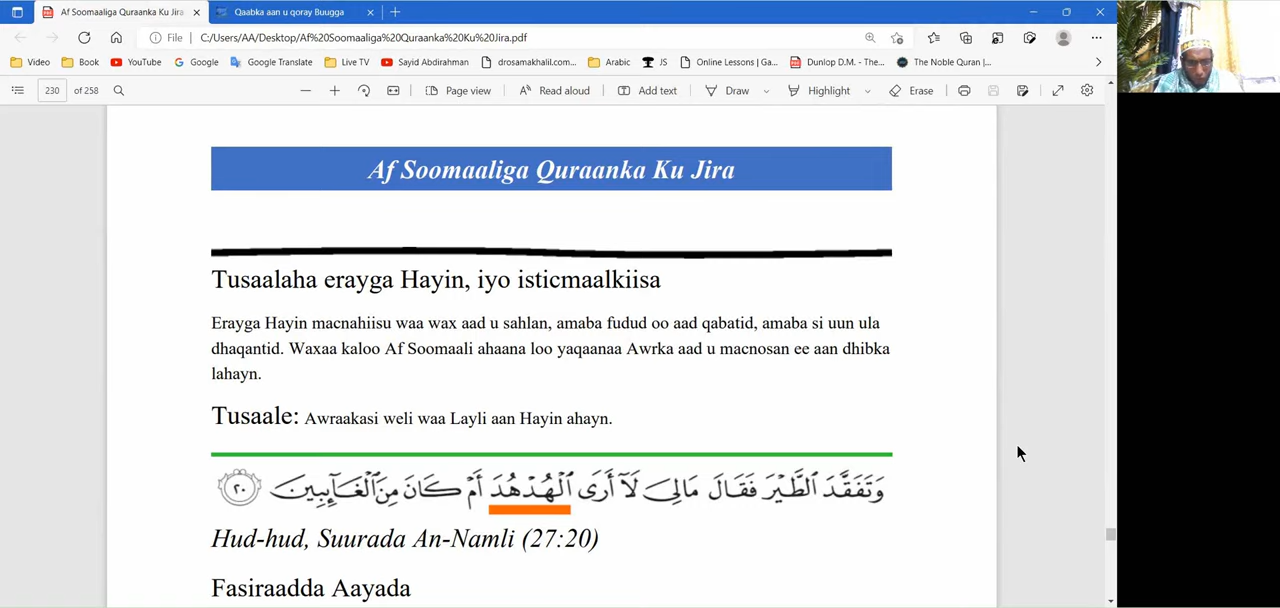 Af Soomaaliga Quraanka Ku Jira
Qaabka aan u qoray Buugga
File
C:/Users/AA/Desktop/Af%20Soomaaliga%20Quraanka%20Ku%20Jira.pdf
Video Book YouTube Google Google Translate Live TV Sayid Abdirahman drosamakhalil.com... Arabic JS Online Lessons | Ga... Dunlop D.M. - The... The Noble Quran |...
230 of 258 Page view Read aloud Add text Draw Highlight Erase
Af Soomaaliga Quraanka Ku Jira
Tusaalaha erayga Hayin, iyo isticmaalkiisa
Erayga Hayin macnahiisu waa wax aad u sahlan, amaba fudud oo aad qabatid, amaba si uun ula
dhaqantid. Waxaa kaloo Af Soomaali ahaana loo yaqaanaa Awrka aad u macnosan ee aan dhibka
lahayn.
Tusaale: Awraakasi weli waa Layli aan Hayin ahayn.
وَتَفَقَّدَ ٱلطَّيْرَ فَقَالَ مَالِيَ لَآ أَرَى ٱلْهُدْهُدَ أَمْ كَانَ مِنَ ٱلْغَآئِبِينَ ٢٠
Hud-hud, Suurada An-Namli (27:20)
Fasiraadda Aayada